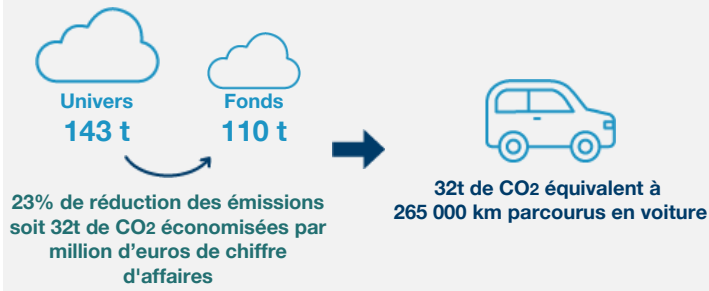 Univers
143 t
Fonds
110 t
23% de réduction des émissions
soit 32t de CO2 économisées par
million d’euros de chiffre
d'affaires
32t de CO2 équivalent à
265 000 km parcourus en voiture